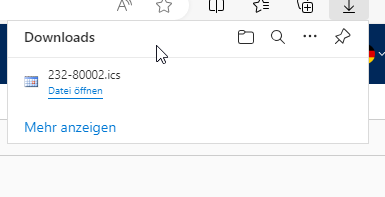 Downloads
232-80002.ics
Datei öffnen
Mehr anzeigen